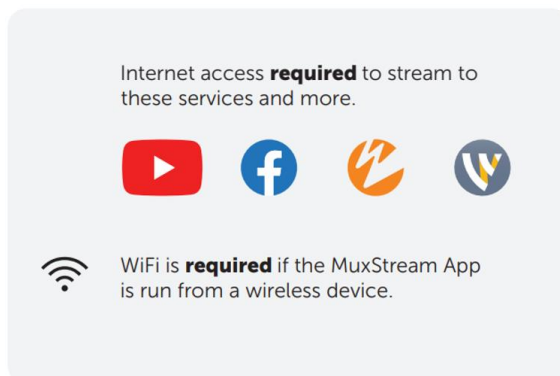 Internet access required to stream to
these services and more.
WiFi is required if the MuxStream App
is run from a wireless device.